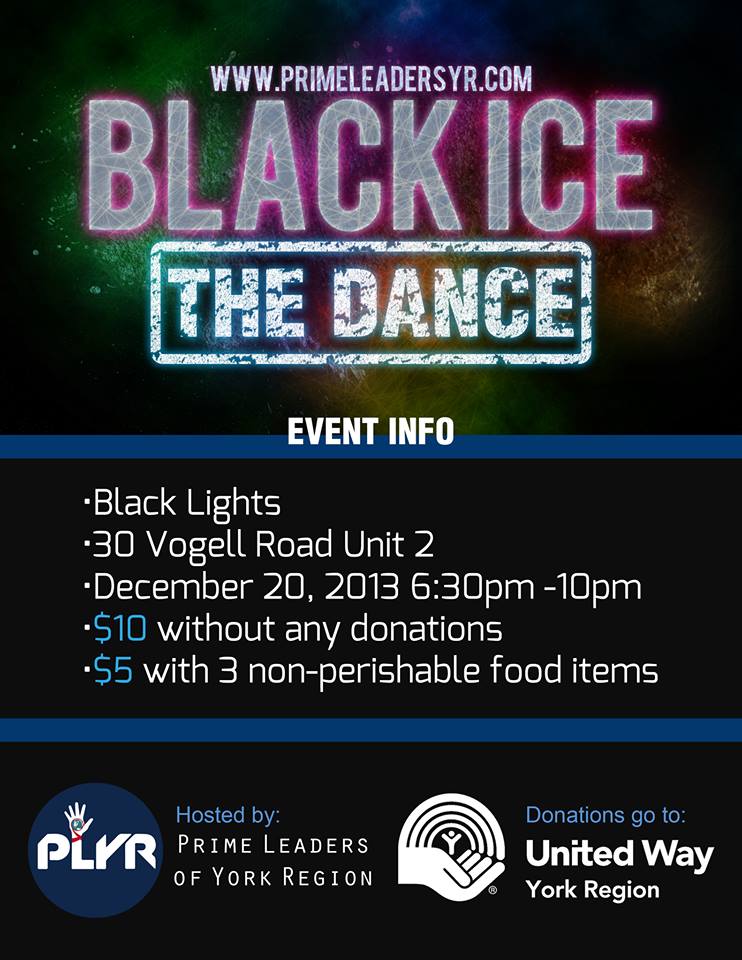 WWW.PRIMELEADERSYR.COM
BLACK ICE
THE DANCE
EVENT INFO
·Black Lights
·30 Vogell Road Unit 2
·December 20, 2013 6:30pm -10pm
·$10 without any donations
·$5 with 3 non-perishable food items
PLYR
Hosted by:
PRIME LEADERS
OF YORK REGION
®
Donations go to:
United Way
York Region